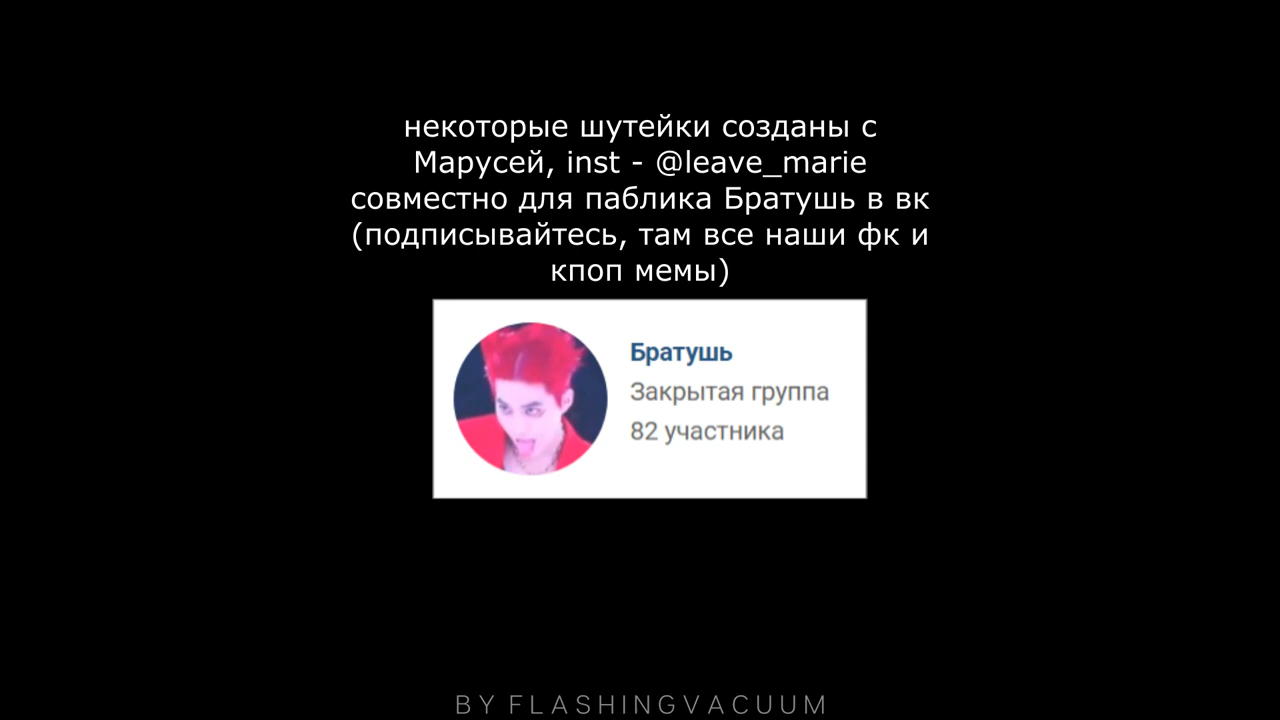 некоторые шутейки созданы с
Марусей, inst - @leave_marie
совместно для паблика Братушь в вк
(подписывайтесь, там все наши фк и
кпоп мемы)
Братушь
Закрытая группа
82 участника
BY FLASHINGVACUUM